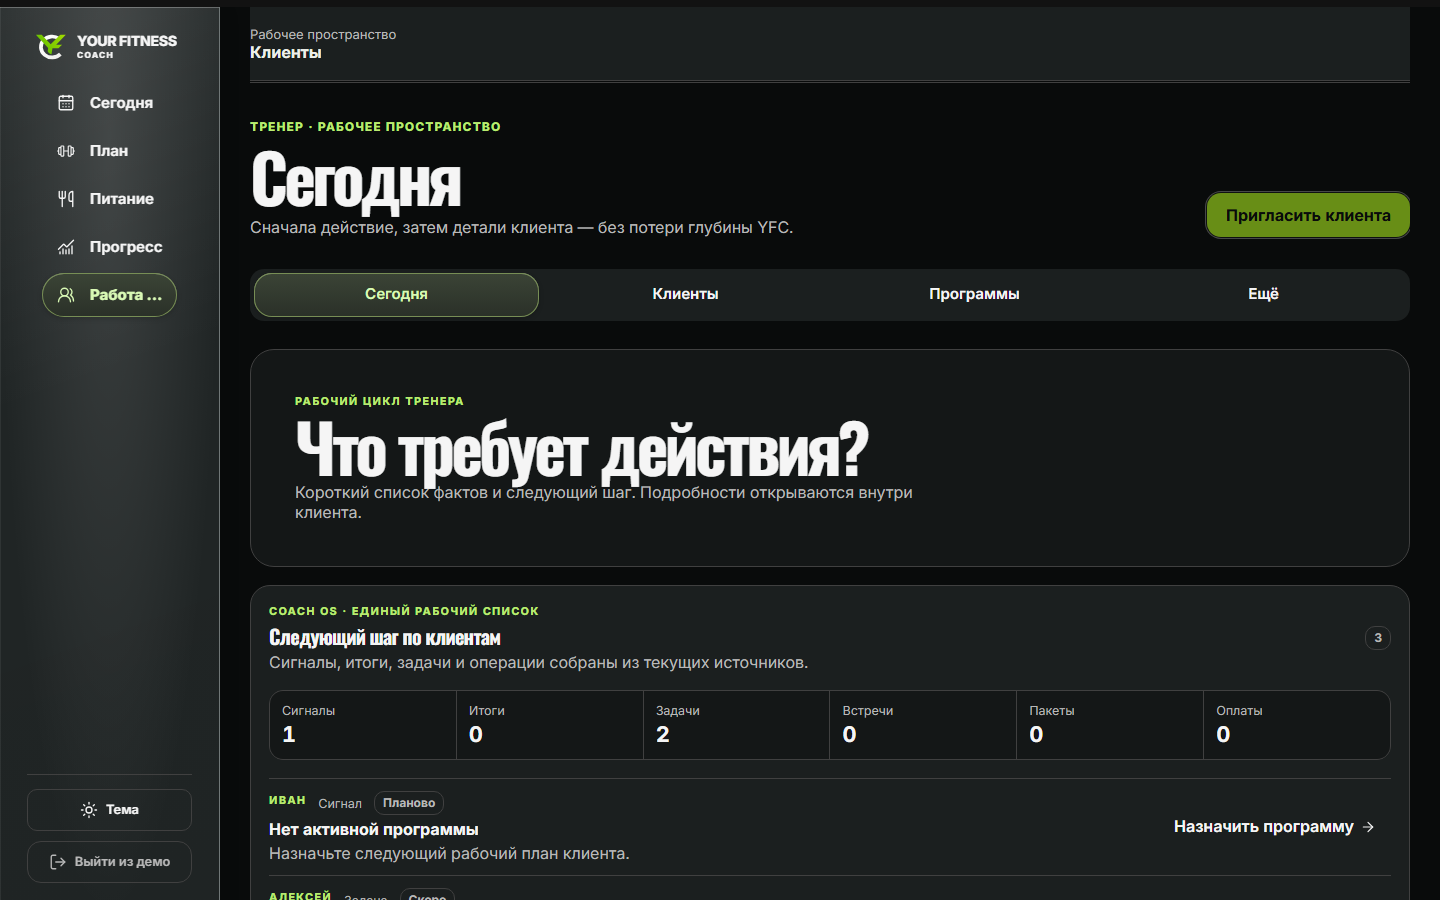 YOUR FITNESS
COACH
Сегодня
План
Питание
Прогресс
Работа ...
Тема
Выйти из демо
Рабочее пространство
Клиенты
ТРЕНЕР · РАБОЧЕЕ ПРОСТРАНСТВО
Сегодня
Сначала действие, затем детали клиента — без потери глубины YFC.
Пригласить клиента
Сегодня
Клиенты
Программы
Ещё
РАБОЧИЙ ЦИКЛ ТРЕНЕРА
Что требует действия?
Короткий список фактов и следующий шаг. Подробности открываются внутри
клиента.
COACH OS · ЕДИНЫЙ РАБОЧИЙ СПИСОК
Следующий шаг по клиентам
3
Сигналы, итоги, задачи и операции собраны из текущих источников.
Сигналы
1
Итоги
0
Задачи
2
Встречи
0
Пакеты
0
Оплаты
0
ИВАН Сигнал Планово
Нет активной программы
Назначьте следующий рабочий план клиента.
Назначить программу →
АЛЕКСЕЙ Задача Скоро